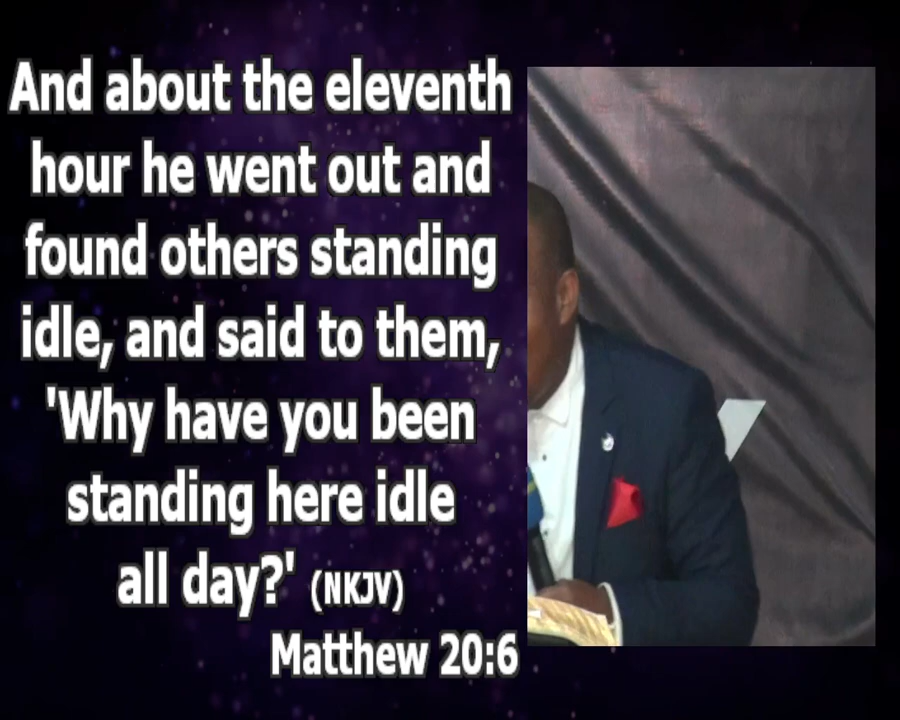 And about the eleventh
hour he went out and
found others standing
idle, and said to them,
'Why have you been
standing here idle
all day?' (NKJV)
Matthew 20:6